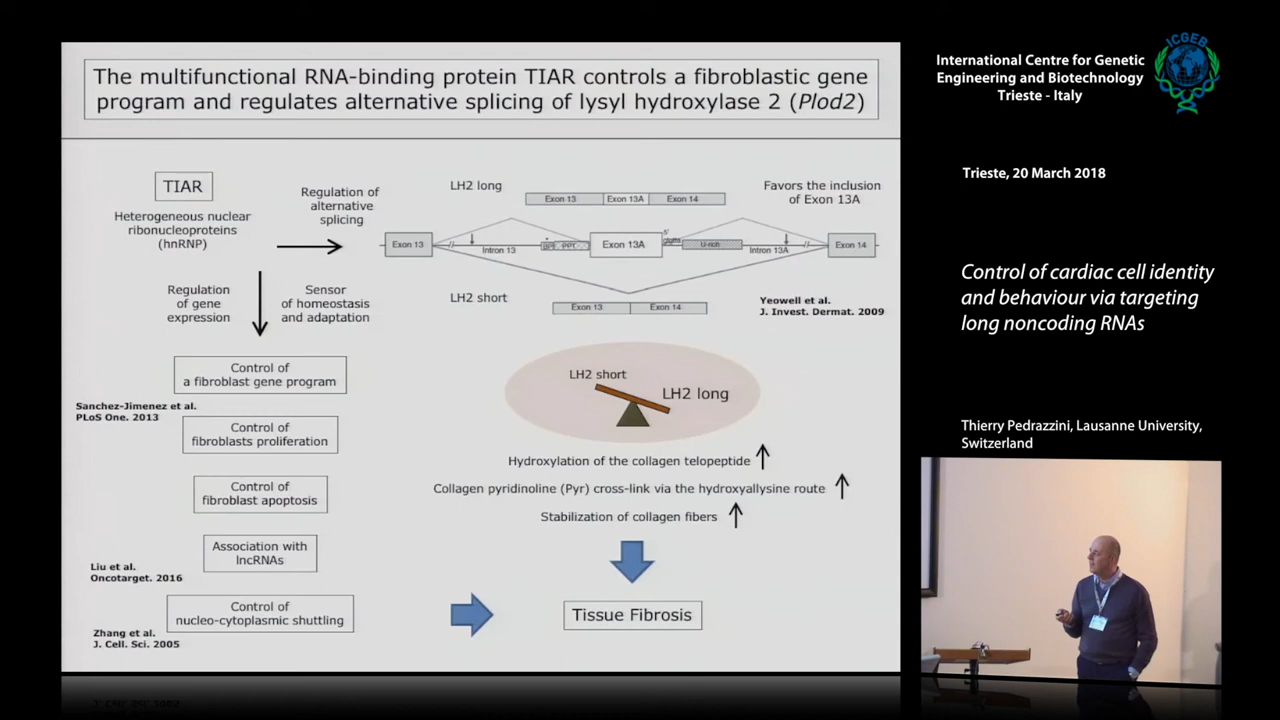 The multifunctional RNA-binding protein TIAR controls a fibroblastic gene
program and regulates alternative splicing of lysyl hydroxylase 2 (Plod2)
TIAR
Heterogeneous nuclear
ribonucleoproteins
(hnRNP)
Regulation of
alternative
splicing
Regulation
of gene
expression
Sensor
of homeostasis
and adaptation
Control of
a fibroblast gene program
Sanchez-Jimenez et al.
PLoS One. 2013
Control of
fibroblasts proliferation
Control of
fibroblast apoptosis
Association with
lncRNAs
Liu et al.
Oncotarget. 2016
Control of
nucleo-cytoplasmic shuttling
Zhang et al.
J. Cell. Sci. 2005
LH2 long
Exon 13 Exon 13A Exon 14
Favors the inclusion
of Exon 13A
Exon 13 // Intron 13 Exon 13A 5' U-rich Intron 13A // Exon 14
LH2 short
Exon 13 Exon 14
Yeowell et al.
J. Invest. Dermat. 2009
LH2 short
LH2 long
Hydroxylation of the collagen telopeptide
Collagen pyridinoline (Pyr) cross-link via the hydroxyallysine route
Stabilization of collagen fibers
Tissue Fibrosis
International Centre for Genetic
Engineering and Biotechnology
Trieste - Italy
ICGEB
Trieste, 20 March 2018
Control of cardiac cell identity
and behaviour via targeting
long noncoding RNAs
Thierry Pedrazzini, Lausanne University,
Switzerland